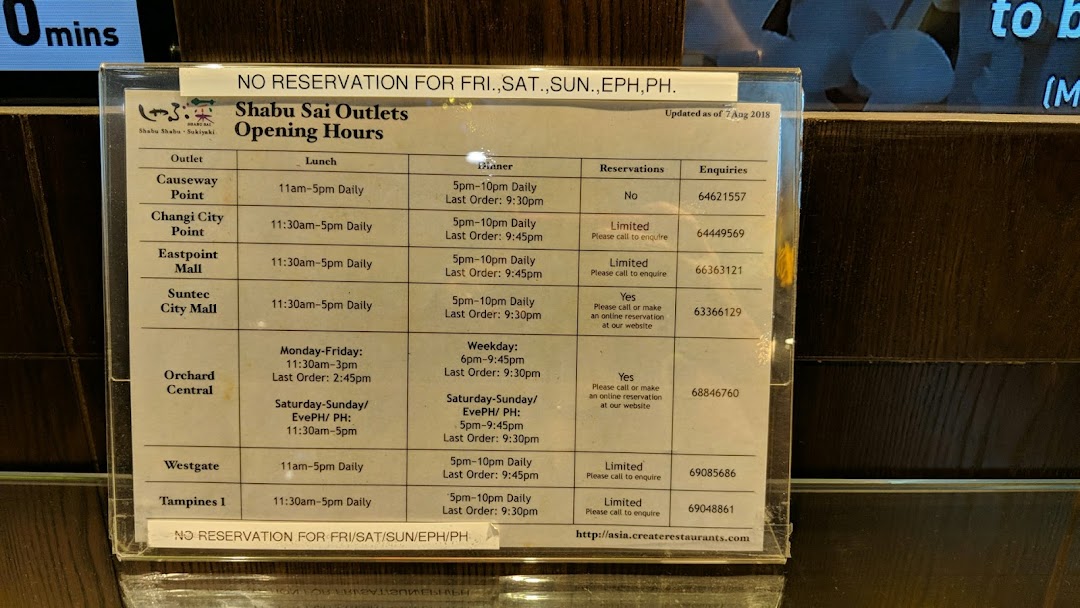 0mins
to b
(M
NO RESERVATION FOR FRI.,SAT.,SUN.,EPH,PH.
しゃぶ菜
SHABU SAI
Shabu Shabu · Sukiyaki
Shabu Sai Outlets
Opening Hours
Updated as of 7 Aug 2018
Outlet Lunch Dinner Reservations Enquiries
Causeway
Point
11am-5pm Daily
5pm-10pm Daily
Last Order: 9:30pm
No
64621557
Changi City
Point
11:30am-5pm Daily
5pm-10pm Daily
Last Order: 9:45pm
Limited
Please call to enquire
64449569
Eastpoint
Mall
11:30am-5pm Daily
5pm-10pm Daily
Last Order: 9:45pm
Limited
Please call to enquire
66363121
Suntec
City Mall
11:30am-5pm Daily
5pm-10pm Daily
Last Order: 9:30pm
Yes
Please call or make
an online reservation
at our website
63366129
Orchard
Central
Monday-Friday:
11:30am-3pm
Last Order: 2:45pm
Saturday-Sunday/
EvePH/ PH:
11:30am-5pm
Weekday:
6pm-9:45pm
Last Order: 9:30pm
Saturday-Sunday/
EvePH/ PH:
5pm-9:45pm
Last Order: 9:30pm
Yes
Please call or make
an online reservation
at our website
68846760
Westgate
11am-5pm Daily
5pm-10pm Daily
Last Order: 9:45pm
Limited
Please call to enquire
69085686
Tampines 1
11:30am-5pm Daily
5pm-10pm Daily
Last Order: 9:30pm
Limited
Please call to enquire
69048861
NO RESERVATION FOR FRI/SAT/SUN/EPH/PH
http://asia.createrestaurants.com